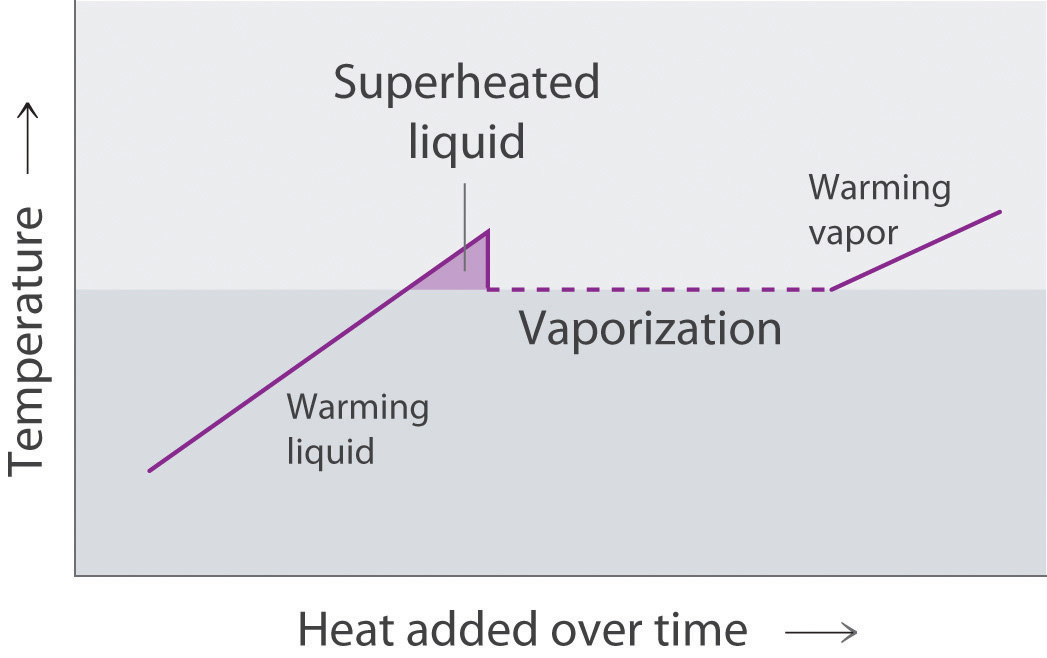 Superheated
liquid
Warming
vapor
Vaporization
Warming
liquid
Temperature
Heat added over time